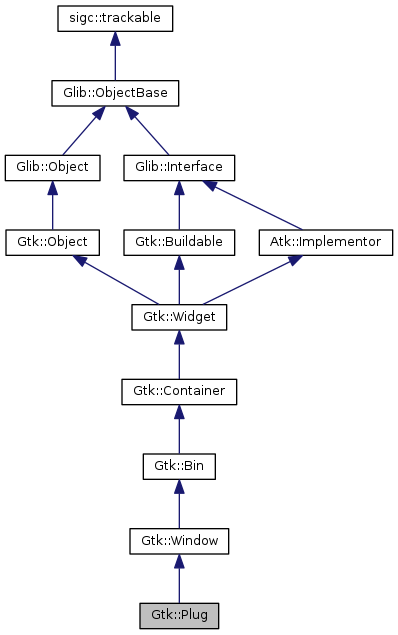 sigc::trackable
Glib::ObjectBase
Glib::Object
Glib::Interface
Gtk::Object
Gtk::Buildable
Atk::Implementor
Gtk::Widget
Gtk::Container
Gtk::Bin
Gtk::Window
Gtk::Plug